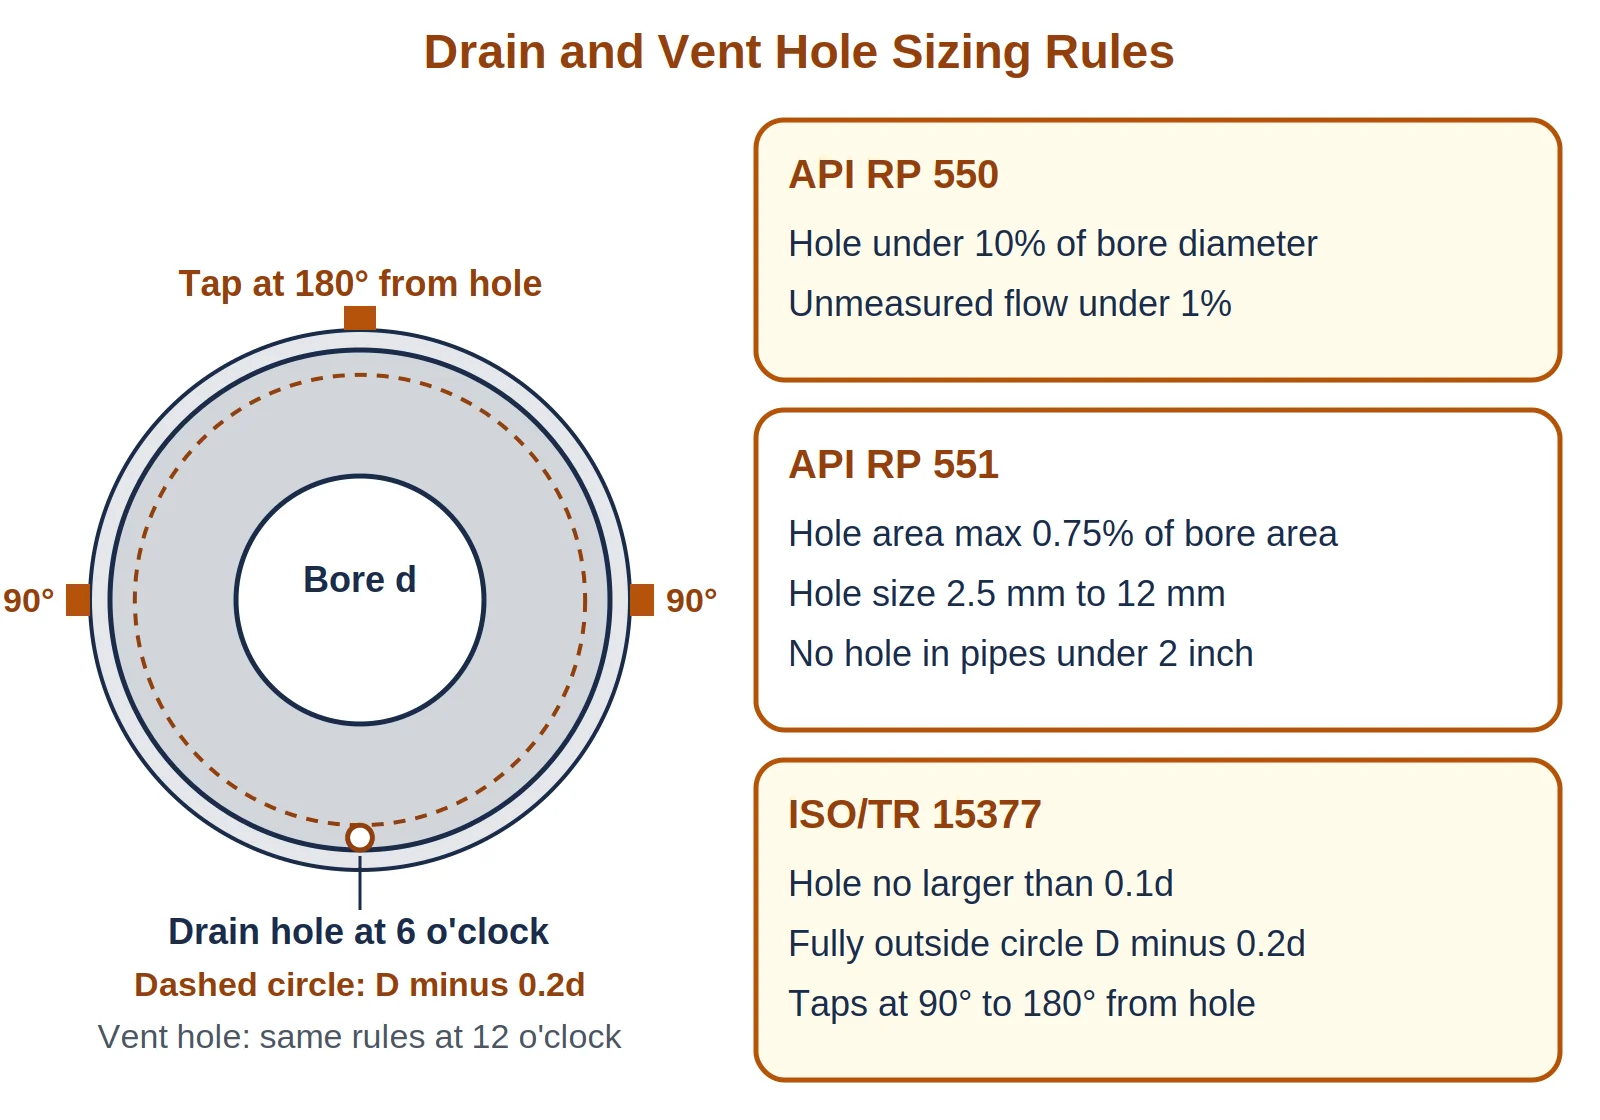 Drain and Vent Hole Sizing Rules
Tap at 180° from hole
90°
Bore d
90°
Drain hole at 6 o'clock
Dashed circle: D minus 0.2d
Vent hole: same rules at 12 o'clock
API RP 550
Hole under 10% of bore diameter
Unmeasured flow under 1%
API RP 551
Hole area max 0.75% of bore area
Hole size 2.5 mm to 12 mm
No hole in pipes under 2 inch
ISO/TR 15377
Hole no larger than 0.1d
Fully outside circle D minus 0.2d
Taps at 90° to 180° from hole